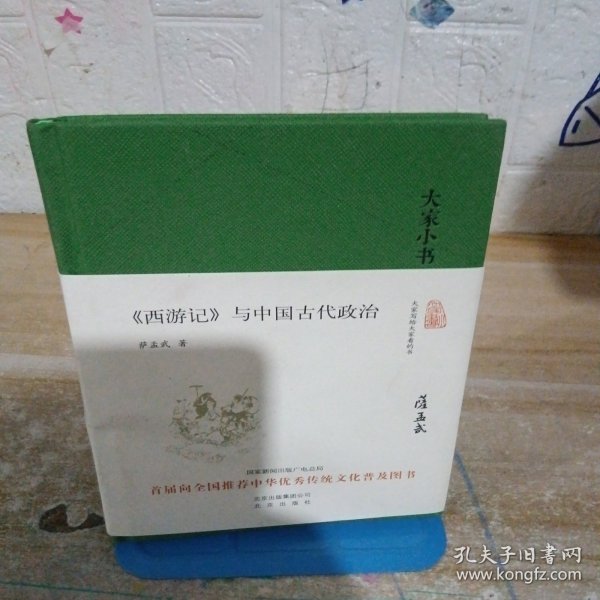 大家小书
大家写给大家看的书
薩孟武
《西游记》与中国古代政治
萨孟武 著
国家新闻出版广电总局
首届向全国推荐中华优秀传统文化普及图书
北京出版集团公司
北京出版社
孔夫子旧书网
www.kongfz.com